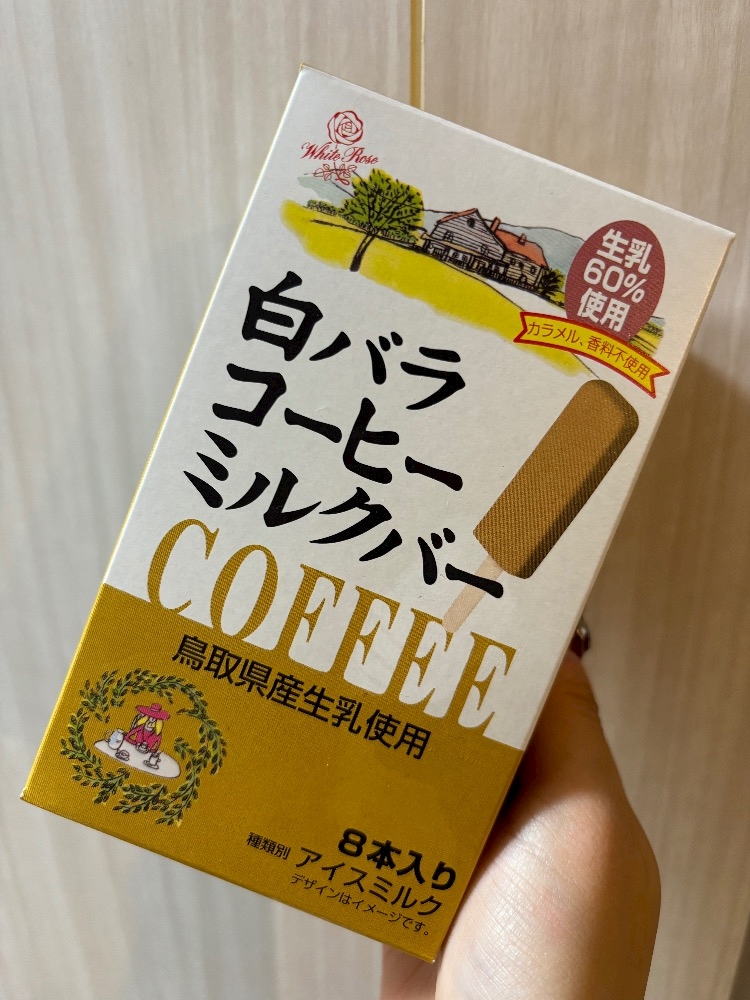 White Rose
生乳
60%
使用
カラメル、香料不使用
白バラ
コーヒー
ミルクバー
COFFEE
鳥取県産生乳使用
8本入り
種類別 アイスミルク
デザインはイメージです。